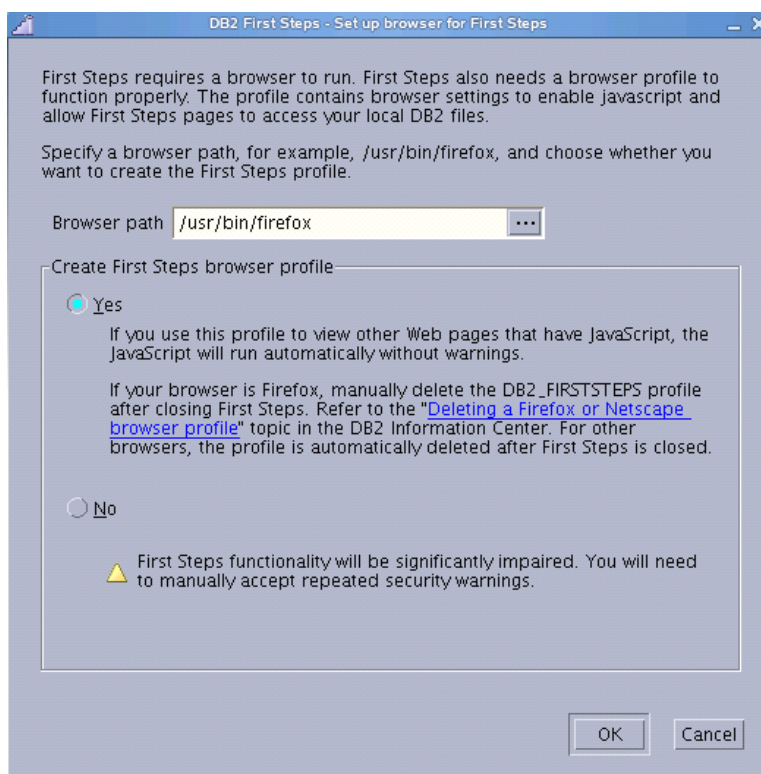 DB2 First Steps - Set up browser for First Steps
First Steps requires a browser to run. First Steps also needs a browser profile to
function properly. The profile contains browser settings to enable javascript and
allow First Steps pages to access your local DB2 files.
Specify a browser path, for example, /usr/bin/firefox, and choose whether you
want to create the First Steps profile.
Browser path /usr/bin/firefox ...
Create First Steps browser profile
Yes
If you use this profile to view other Web pages that have JavaScript, the
JavaScript will run automatically without warnings.
If your browser is Firefox, manually delete the DB2_FIRSTSTEPS profile
after closing First Steps. Refer to the "Deleting a Firefox or Netscape
browser profile" topic in the DB2 Information Center. For other
browsers, the profile is automatically deleted after First Steps is closed.
No
First Steps functionality will be significantly impaired. You will need
to manually accept repeated security warnings.
OK Cancel